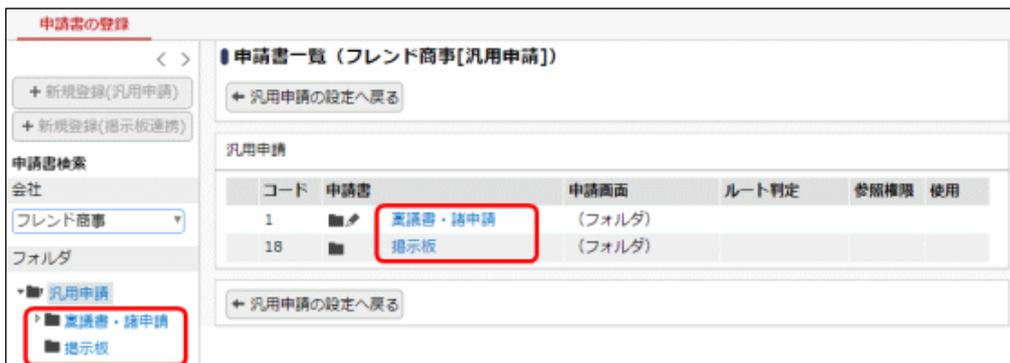 申請書の登録
+ 新規登録(汎用申請)
+ 新規登録(掲示板連携)
申請書検索
会社
フレンド商事
フォルダ
汎用申請
稟議書・諸申請
掲示板
申請書一覧(フレンド商事[汎用申請])
← 汎用申請の設定へ戻る
汎用申請
コード 申請書 申請画面 ルート判定 参照権限 使用
1 稟議書・諸申請 (フォルダ)
18 掲示板 (フォルダ)
← 汎用申請の設定へ戻る